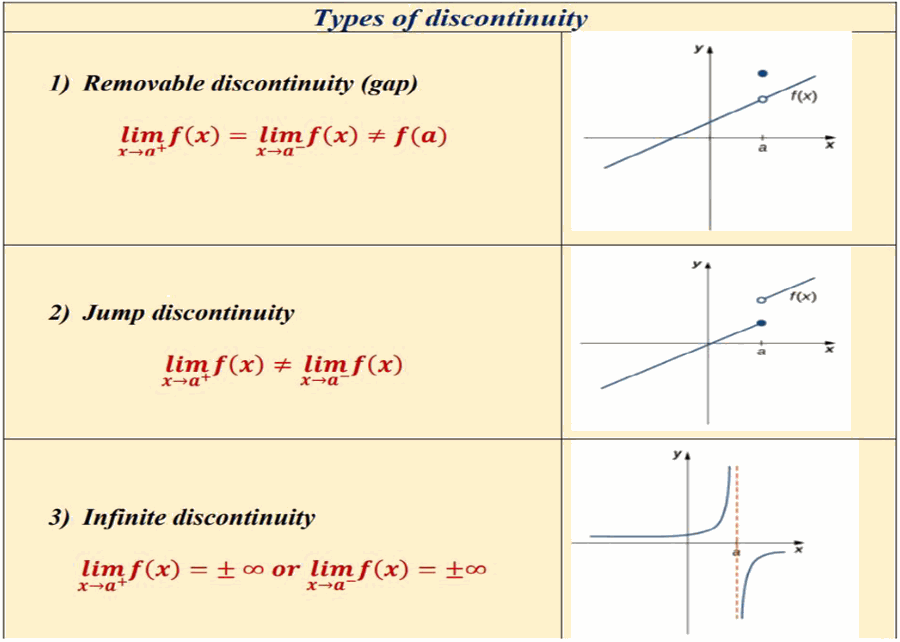 Types of discontinuity
1) Removable discontinuity (gap)
lim f(x) = lim f(x) ≠ f(a)
x→a⁺ x→a⁻
y
f(x)
a
x
2) Jump discontinuity
lim f(x) ≠ lim f(x)
x→a⁺ x→a⁻
y
f(x)
a
x
3) Infinite discontinuity
lim f(x) = ± ∞ or lim f(x) = ±∞
x→a⁺ x→a⁻
y
a
x